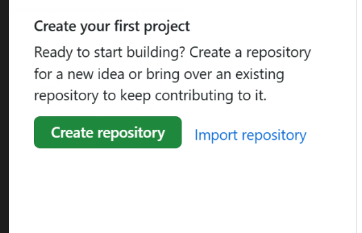 Create your first project
Ready to start building? Create a repository
for a new idea or bring over an existing
repository to keep contributing to it.
Create repository
Import repository